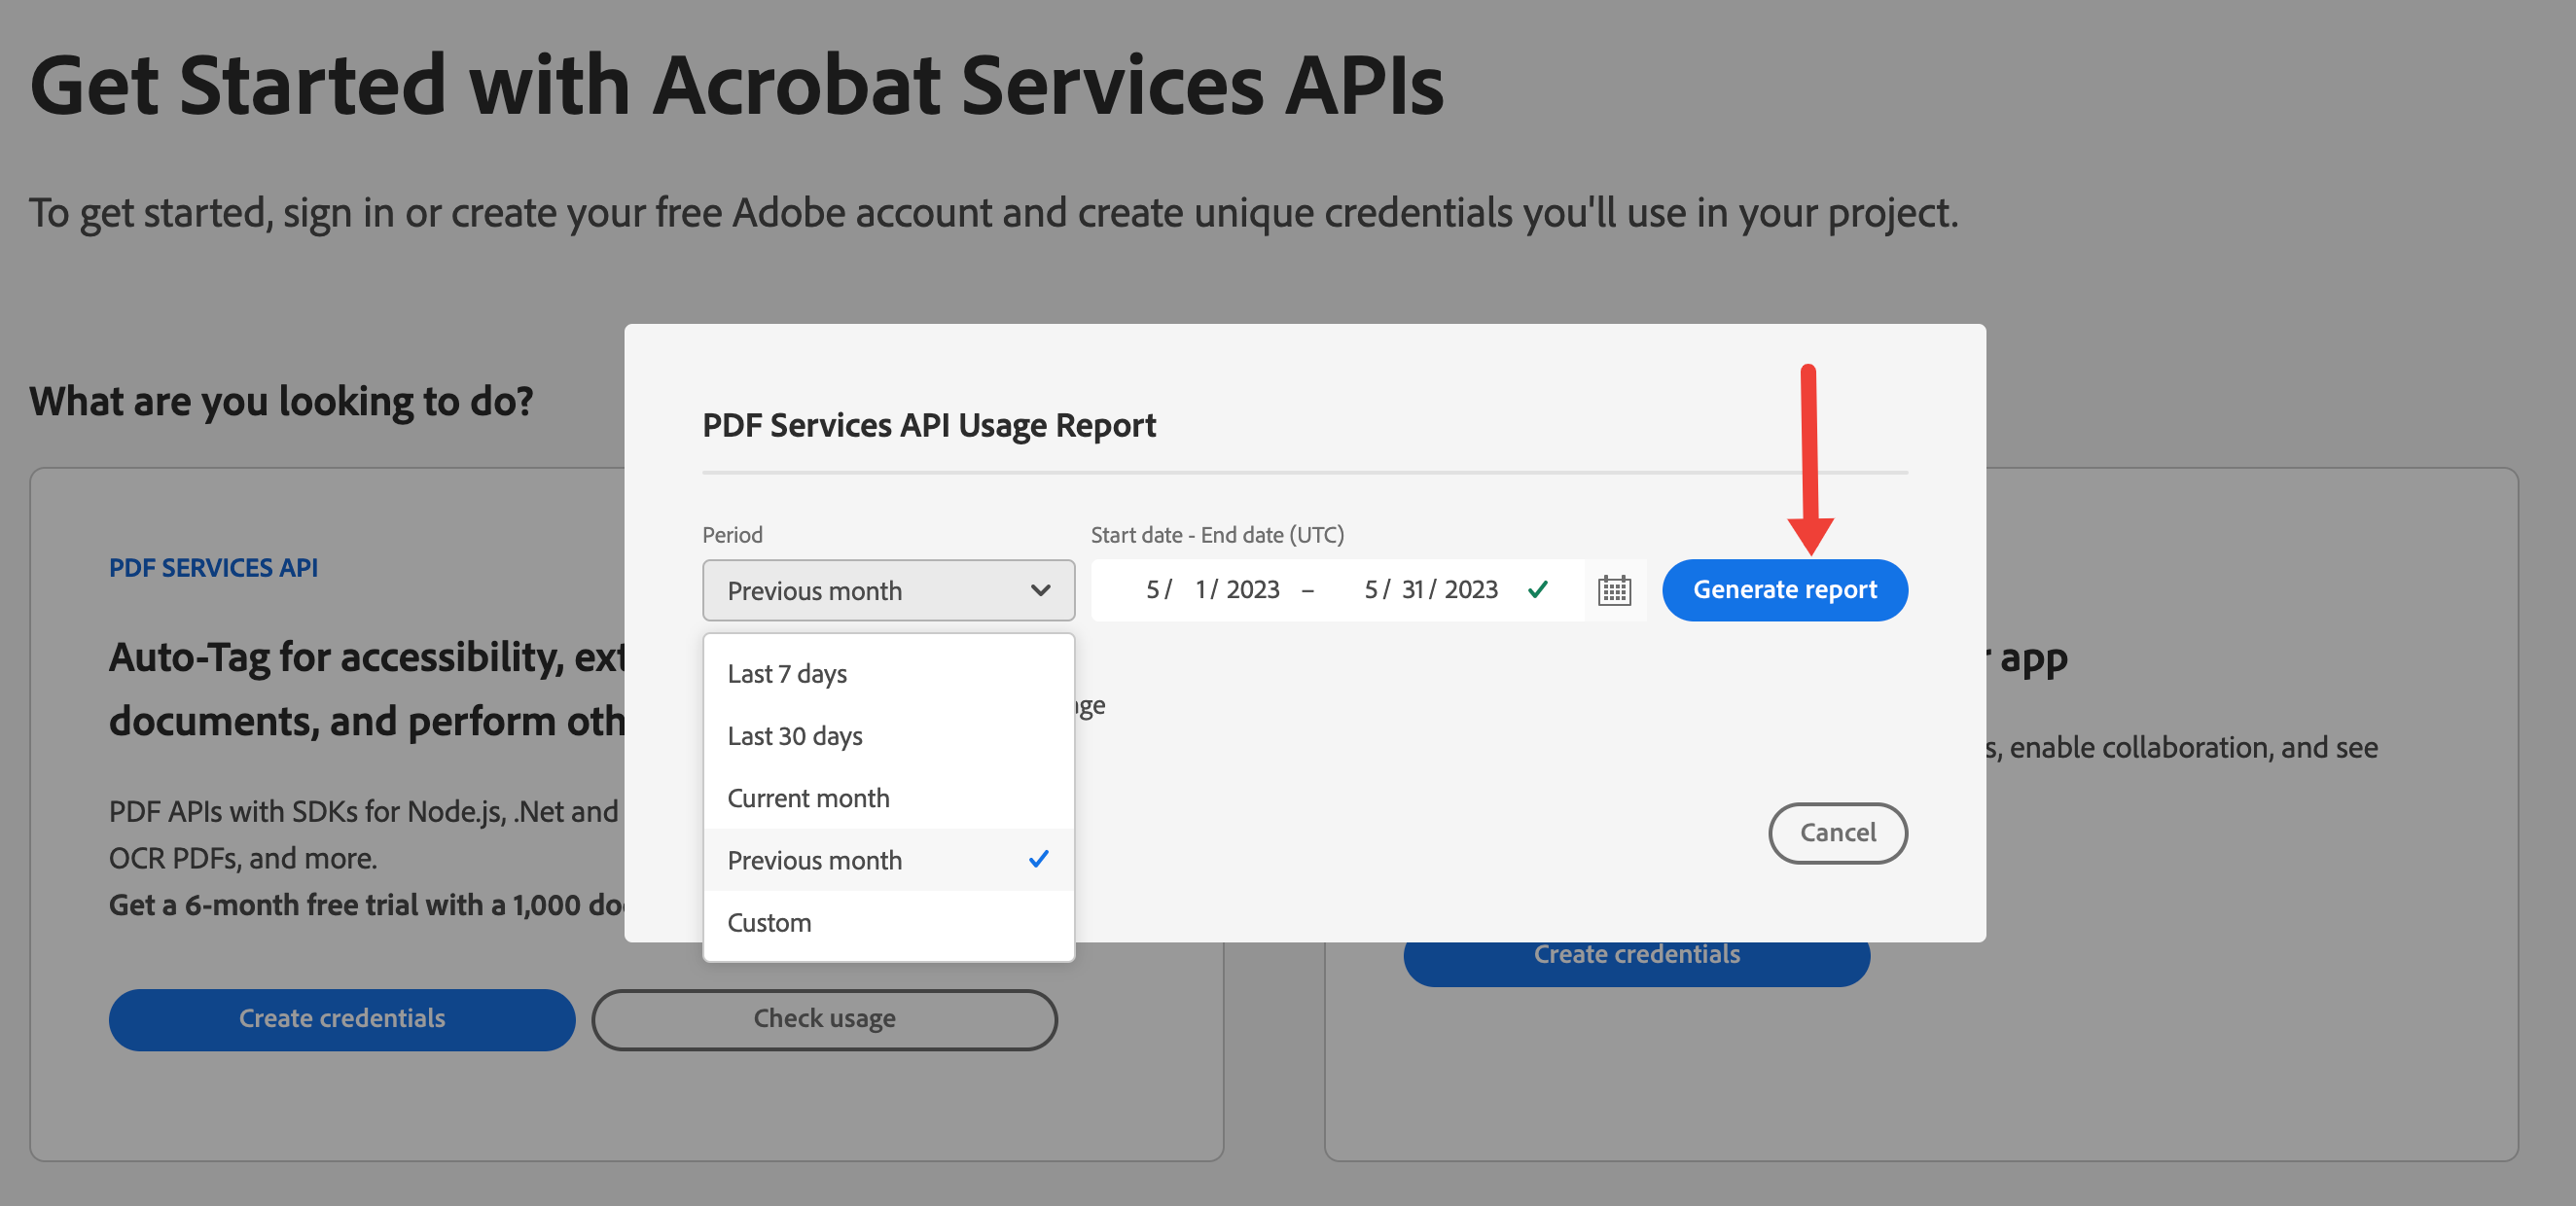 Get Started with Acrobat Services APIs
To get started, sign in or create your free Adobe account and create unique credentials you'll use in your project.
What are you looking to do?
PDF Services API Usage Report
Period
Start date - End date (UTC)
Previous month
5/ 1/ 2023 – 5/ 31/ 2023
Generate report
Last 7 days
Last 30 days
Current month
Previous month
Custom
Cancel
PDF SERVICES API
Auto-Tag for accessibility,
documents, and perform
PDF APIs with SDKs for Node.js, .Net and
OCR PDFs, and more.
Get a 6-month free trial with a 1,000
Create credentials
Check usage
app
enable collaboration, and see
Create credentials